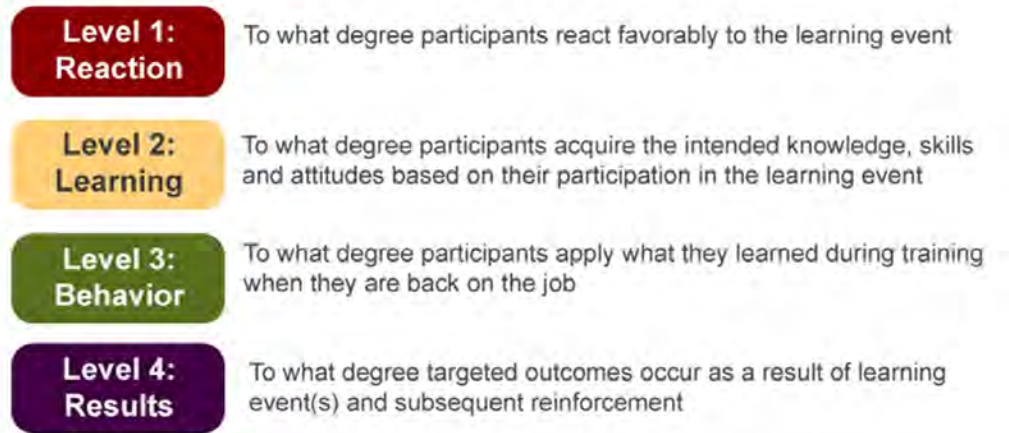 Level 1:
Reaction
To what degree participants react favorably to the learning event
Level 2:
Learning
To what degree participants acquire the intended knowledge, skills
and attitudes based on their participation in the learning event
Level 3:
Behavior
To what degree participants apply what they learned during training
when they are back on the job
Level 4:
Results
To what degree targeted outcomes occur as a result of learning
event(s) and subsequent reinforcement